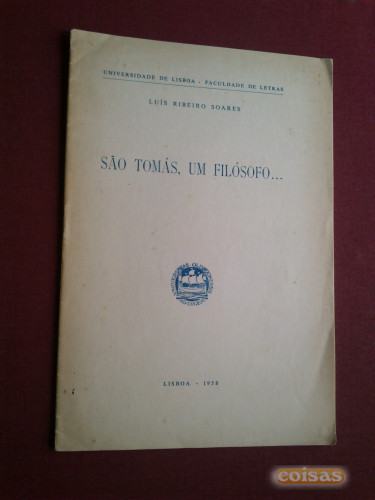 UNIVERSIDADE DE LISBOA - FACULDADE DE LETRAS
LUÍS RIBEIRO SOARES
SÃO TOMÁS, UM FILÓSOFO...
LISBOA - 1958
coisas